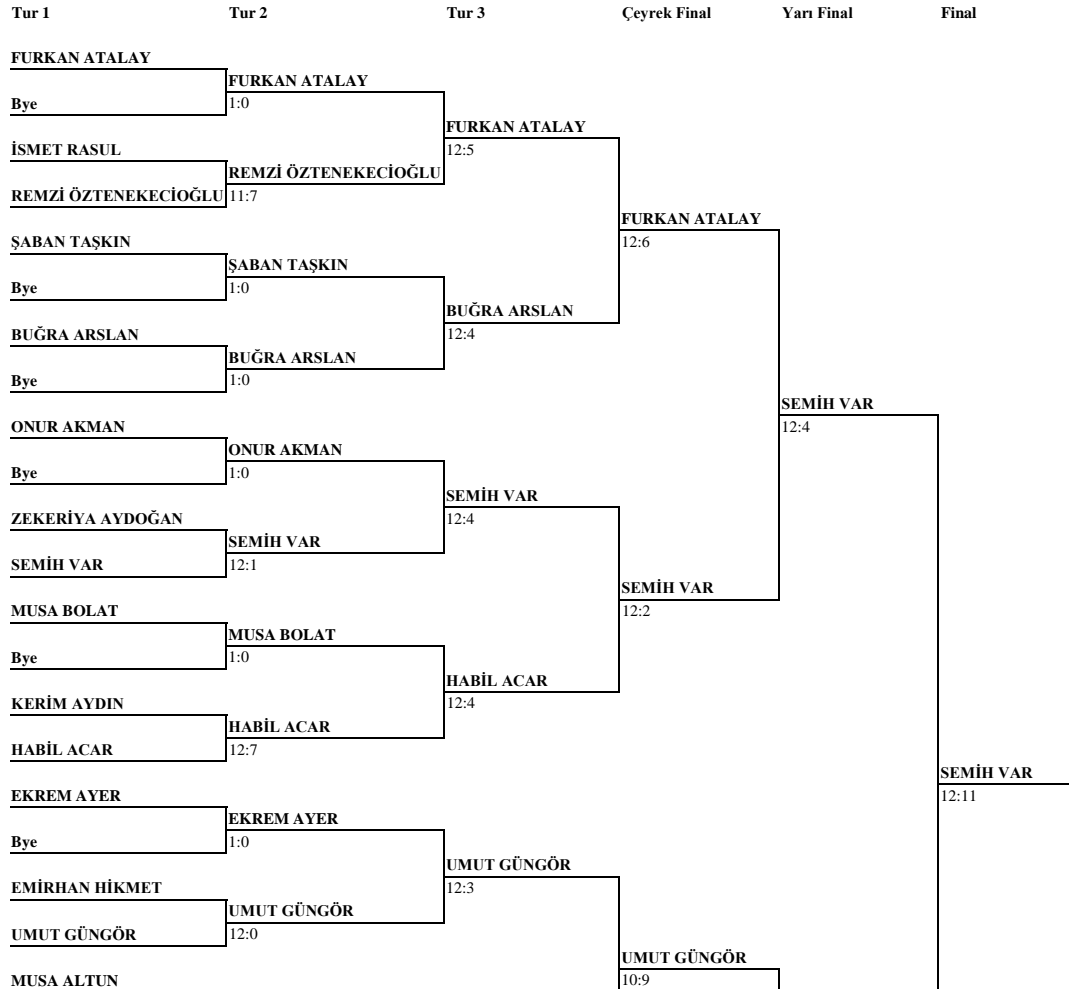 Tur 1 Tur 2 Tur 3 Çeyrek Final Yarı Final Final
FURKAN ATALAY
FURKAN ATALAY
Bye 1:0
FURKAN ATALAY
İSMET RASUL 12:5
REMZİ ÖZTENEKECİOĞLU
REMZİ ÖZTENEKECİOĞLU 11:7
FURKAN ATALAY
ŞABAN TAŞKIN 12:6
ŞABAN TAŞKIN
Bye 1:0
BUĞRA ARSLAN
BUĞRA ARSLAN 12:4
BUĞRA ARSLAN
Bye 1:0
SEMİH VAR
ONUR AKMAN 12:4
ONUR AKMAN
Bye 1:0
SEMİH VAR
ZEKERİYA AYDOĞAN 12:4
SEMİH VAR
SEMİH VAR 12:1
SEMİH VAR
MUSA BOLAT 12:2
MUSA BOLAT
Bye 1:0
HABİL ACAR
KERİM AYDIN 12:4
HABİL ACAR
HABİL ACAR 12:7
SEMİH VAR
EKREM AYER 12:11
EKREM AYER
Bye 1:0
UMUT GÜNGÖR
EMİRHAN HİKMET 12:3
UMUT GÜNGÖR
UMUT GÜNGÖR 12:0
UMUT GÜNGÖR
MUSA ALTUN 10:9